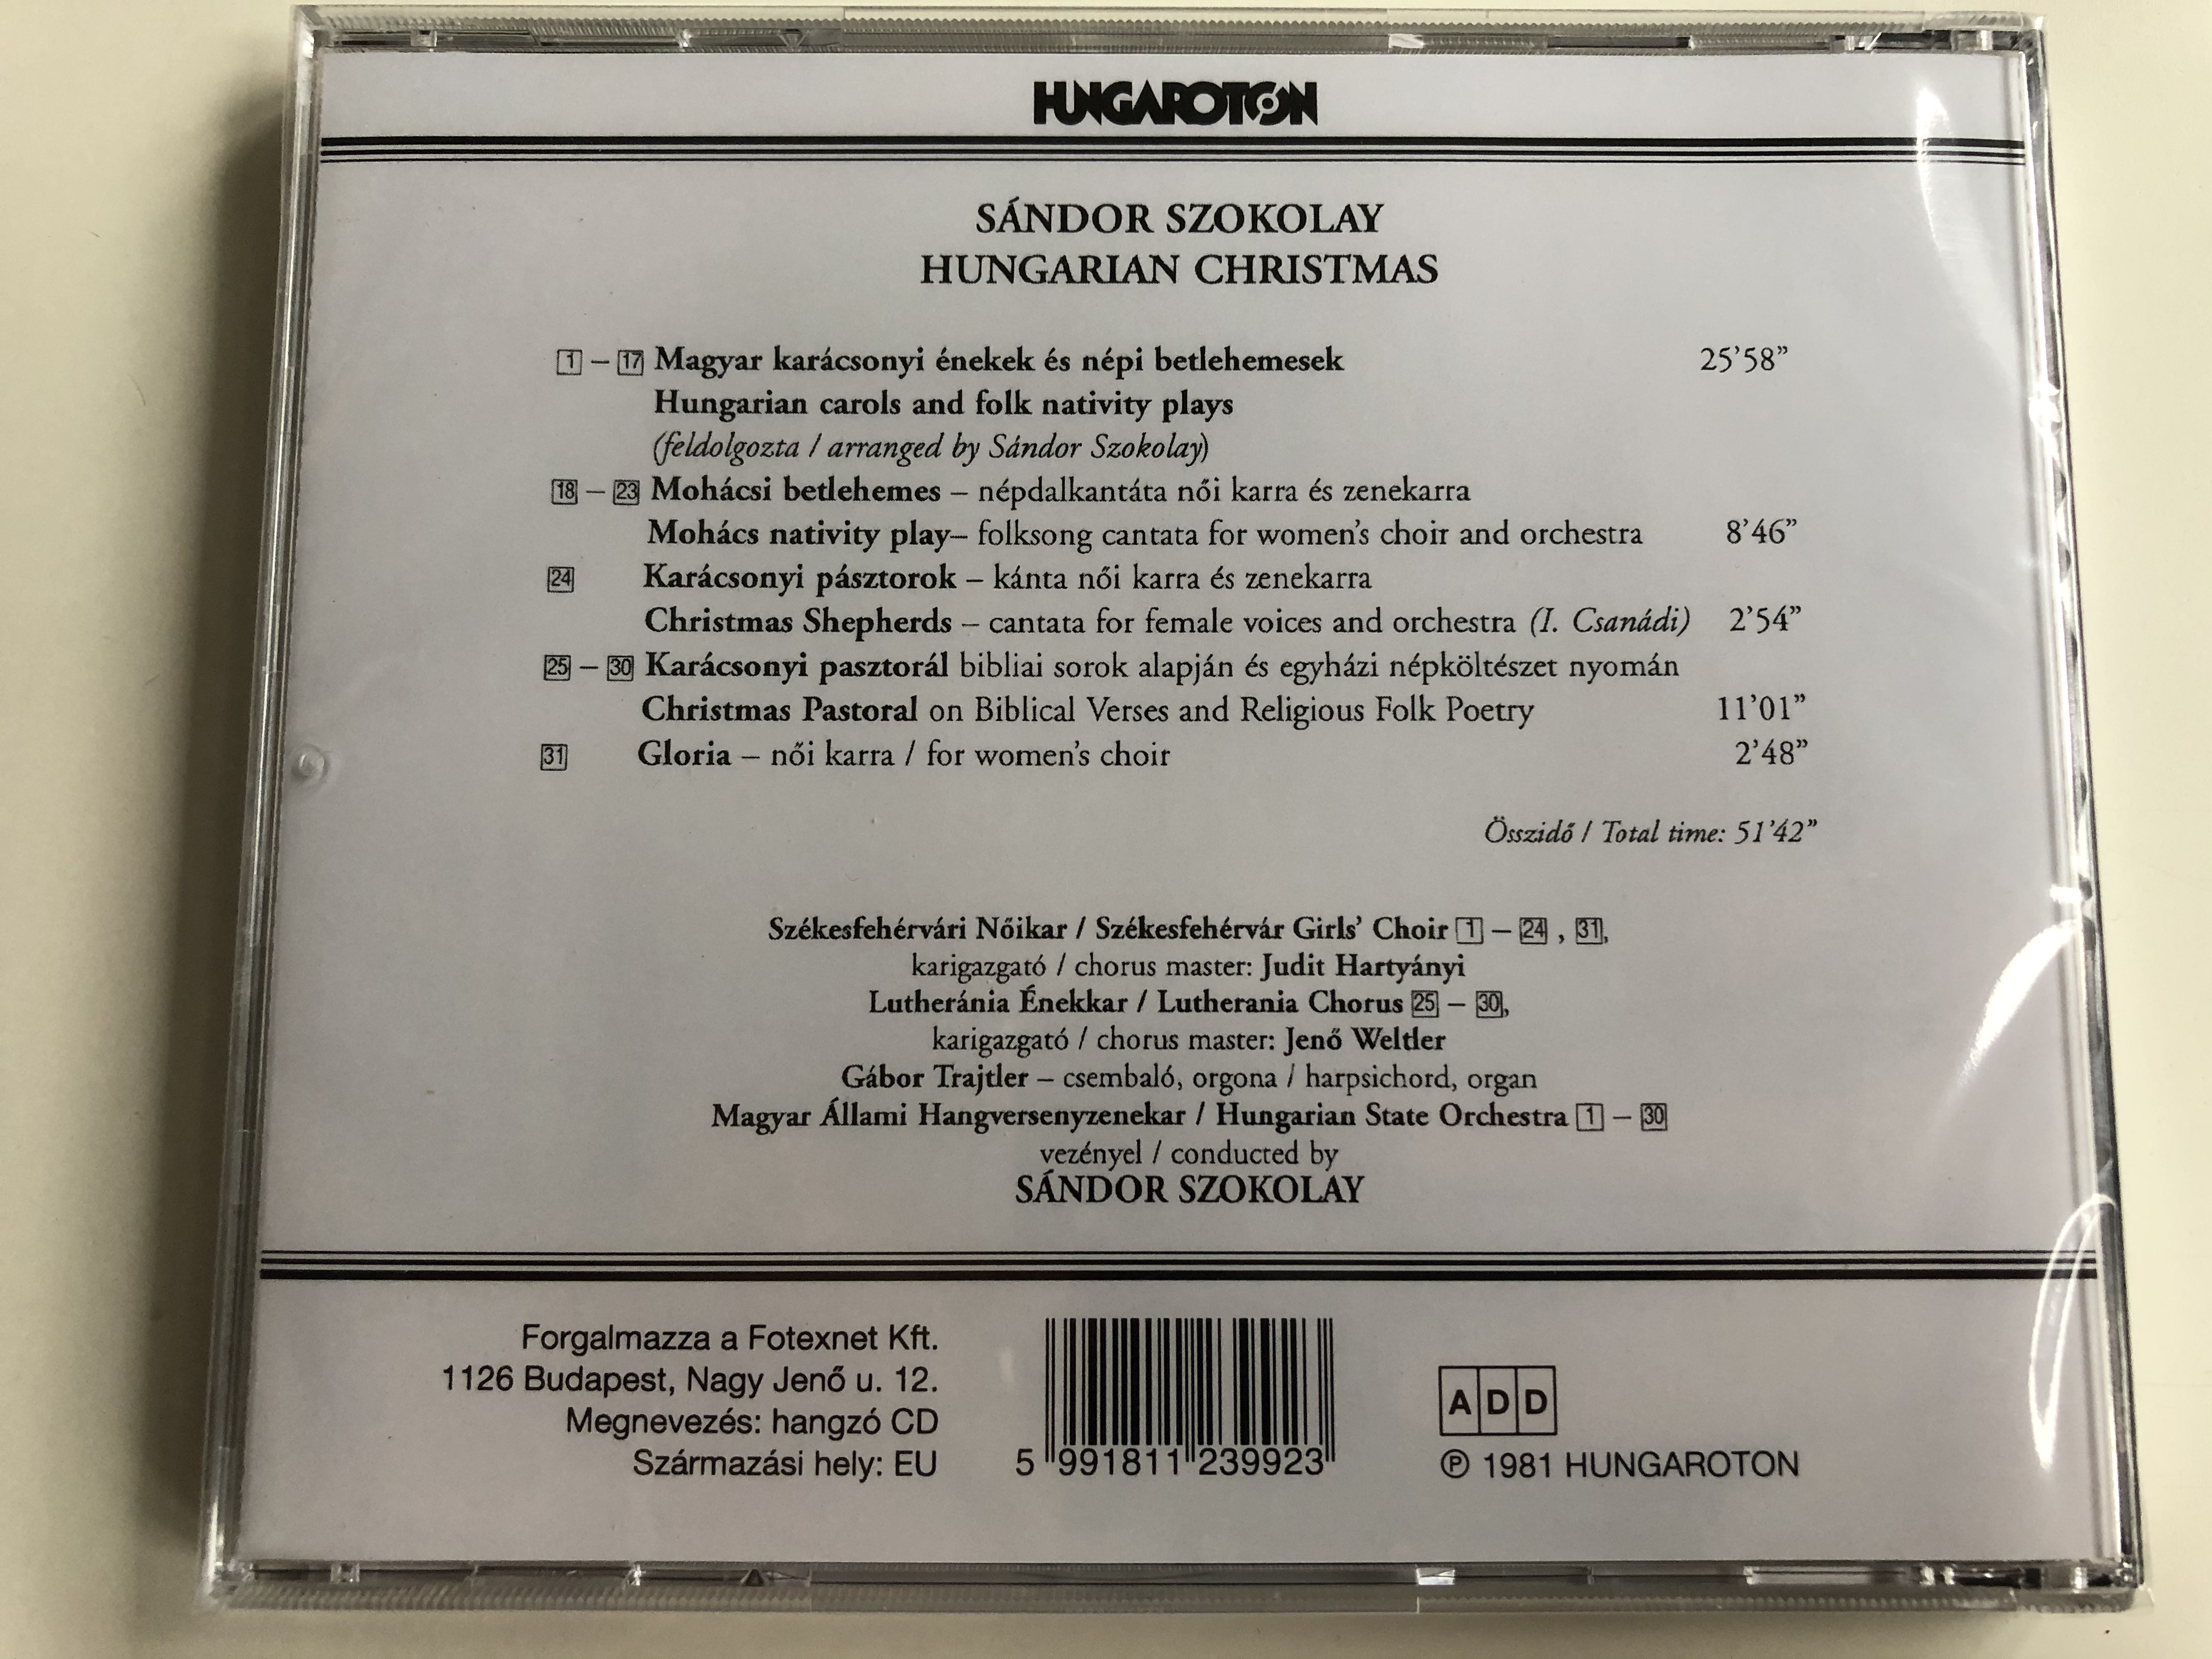 HUNGAROTON
SÁNDOR SZOKOLAY
HUNGARIAN CHRISTMAS
1 – 17 Magyar karácsonyi énekek és népi betlehemesek 25’58”
Hungarian carols and folk nativity plays
(feldolgozta / arranged by Sándor Szokolay)
18 – 23 Mohácsi betlehemes – népdalkantáta női karra és zenekarra
Mohács nativity play– folksong cantata for women’s choir and orchestra 8’46”
24 Karácsonyi pásztorok – kánta női karra és zenekarra
Christmas Shepherds – cantata for female voices and orchestra (I. Csanádi) 2’54”
25 – 30 Karácsonyi pasztorál bibliai sorok alapján és egyházi népköltészet nyomán
Christmas Pastoral on Biblical Verses and Religious Folk Poetry 11’01”
31 Gloria – női karra / for women’s choir 2’48”
Összidő / Total time: 51’42”
Székesfehérvári Nőikar / Székesfehérvár Girls’ Choir 1 – 24 , 31,
karigazgató / chorus master: Judit Hartyányi
Lutheránia Énekkar / Lutherania Chorus 25 – 30,
karigazgató / chorus master: Jenő Weltler
Gábor Trajtler – csembaló, orgona / harpsichord, organ
Magyar Állami Hangversenyzenekar / Hungarian State Orchestra 1 – 30
vezényel / conducted by
SÁNDOR SZOKOLAY
Forgalmazza a Fotexnet Kft.
1126 Budapest, Nagy Jenő u. 12.
Megnevezés: hangzó CD
Származási hely: EU
5 991811 239923
ADD
℗ 1981 HUNGAROTON